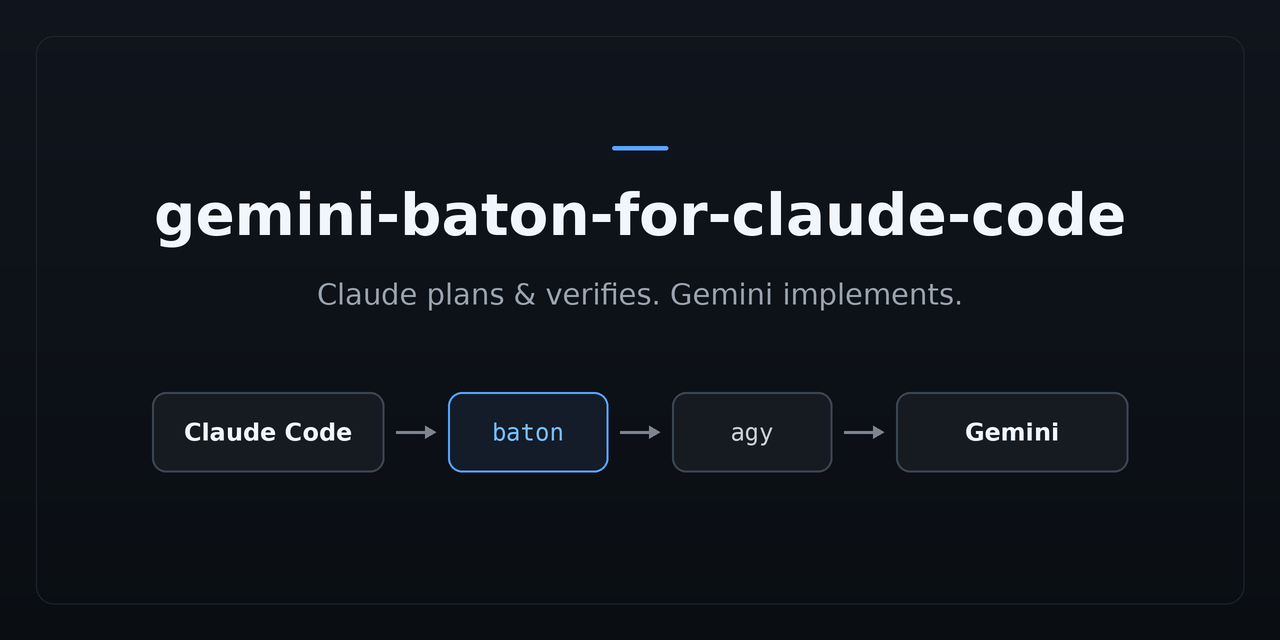 gemini-baton-for-claude-code
Claude plans & verifies. Gemini implements.
Claude Code
baton
agy
Gemini